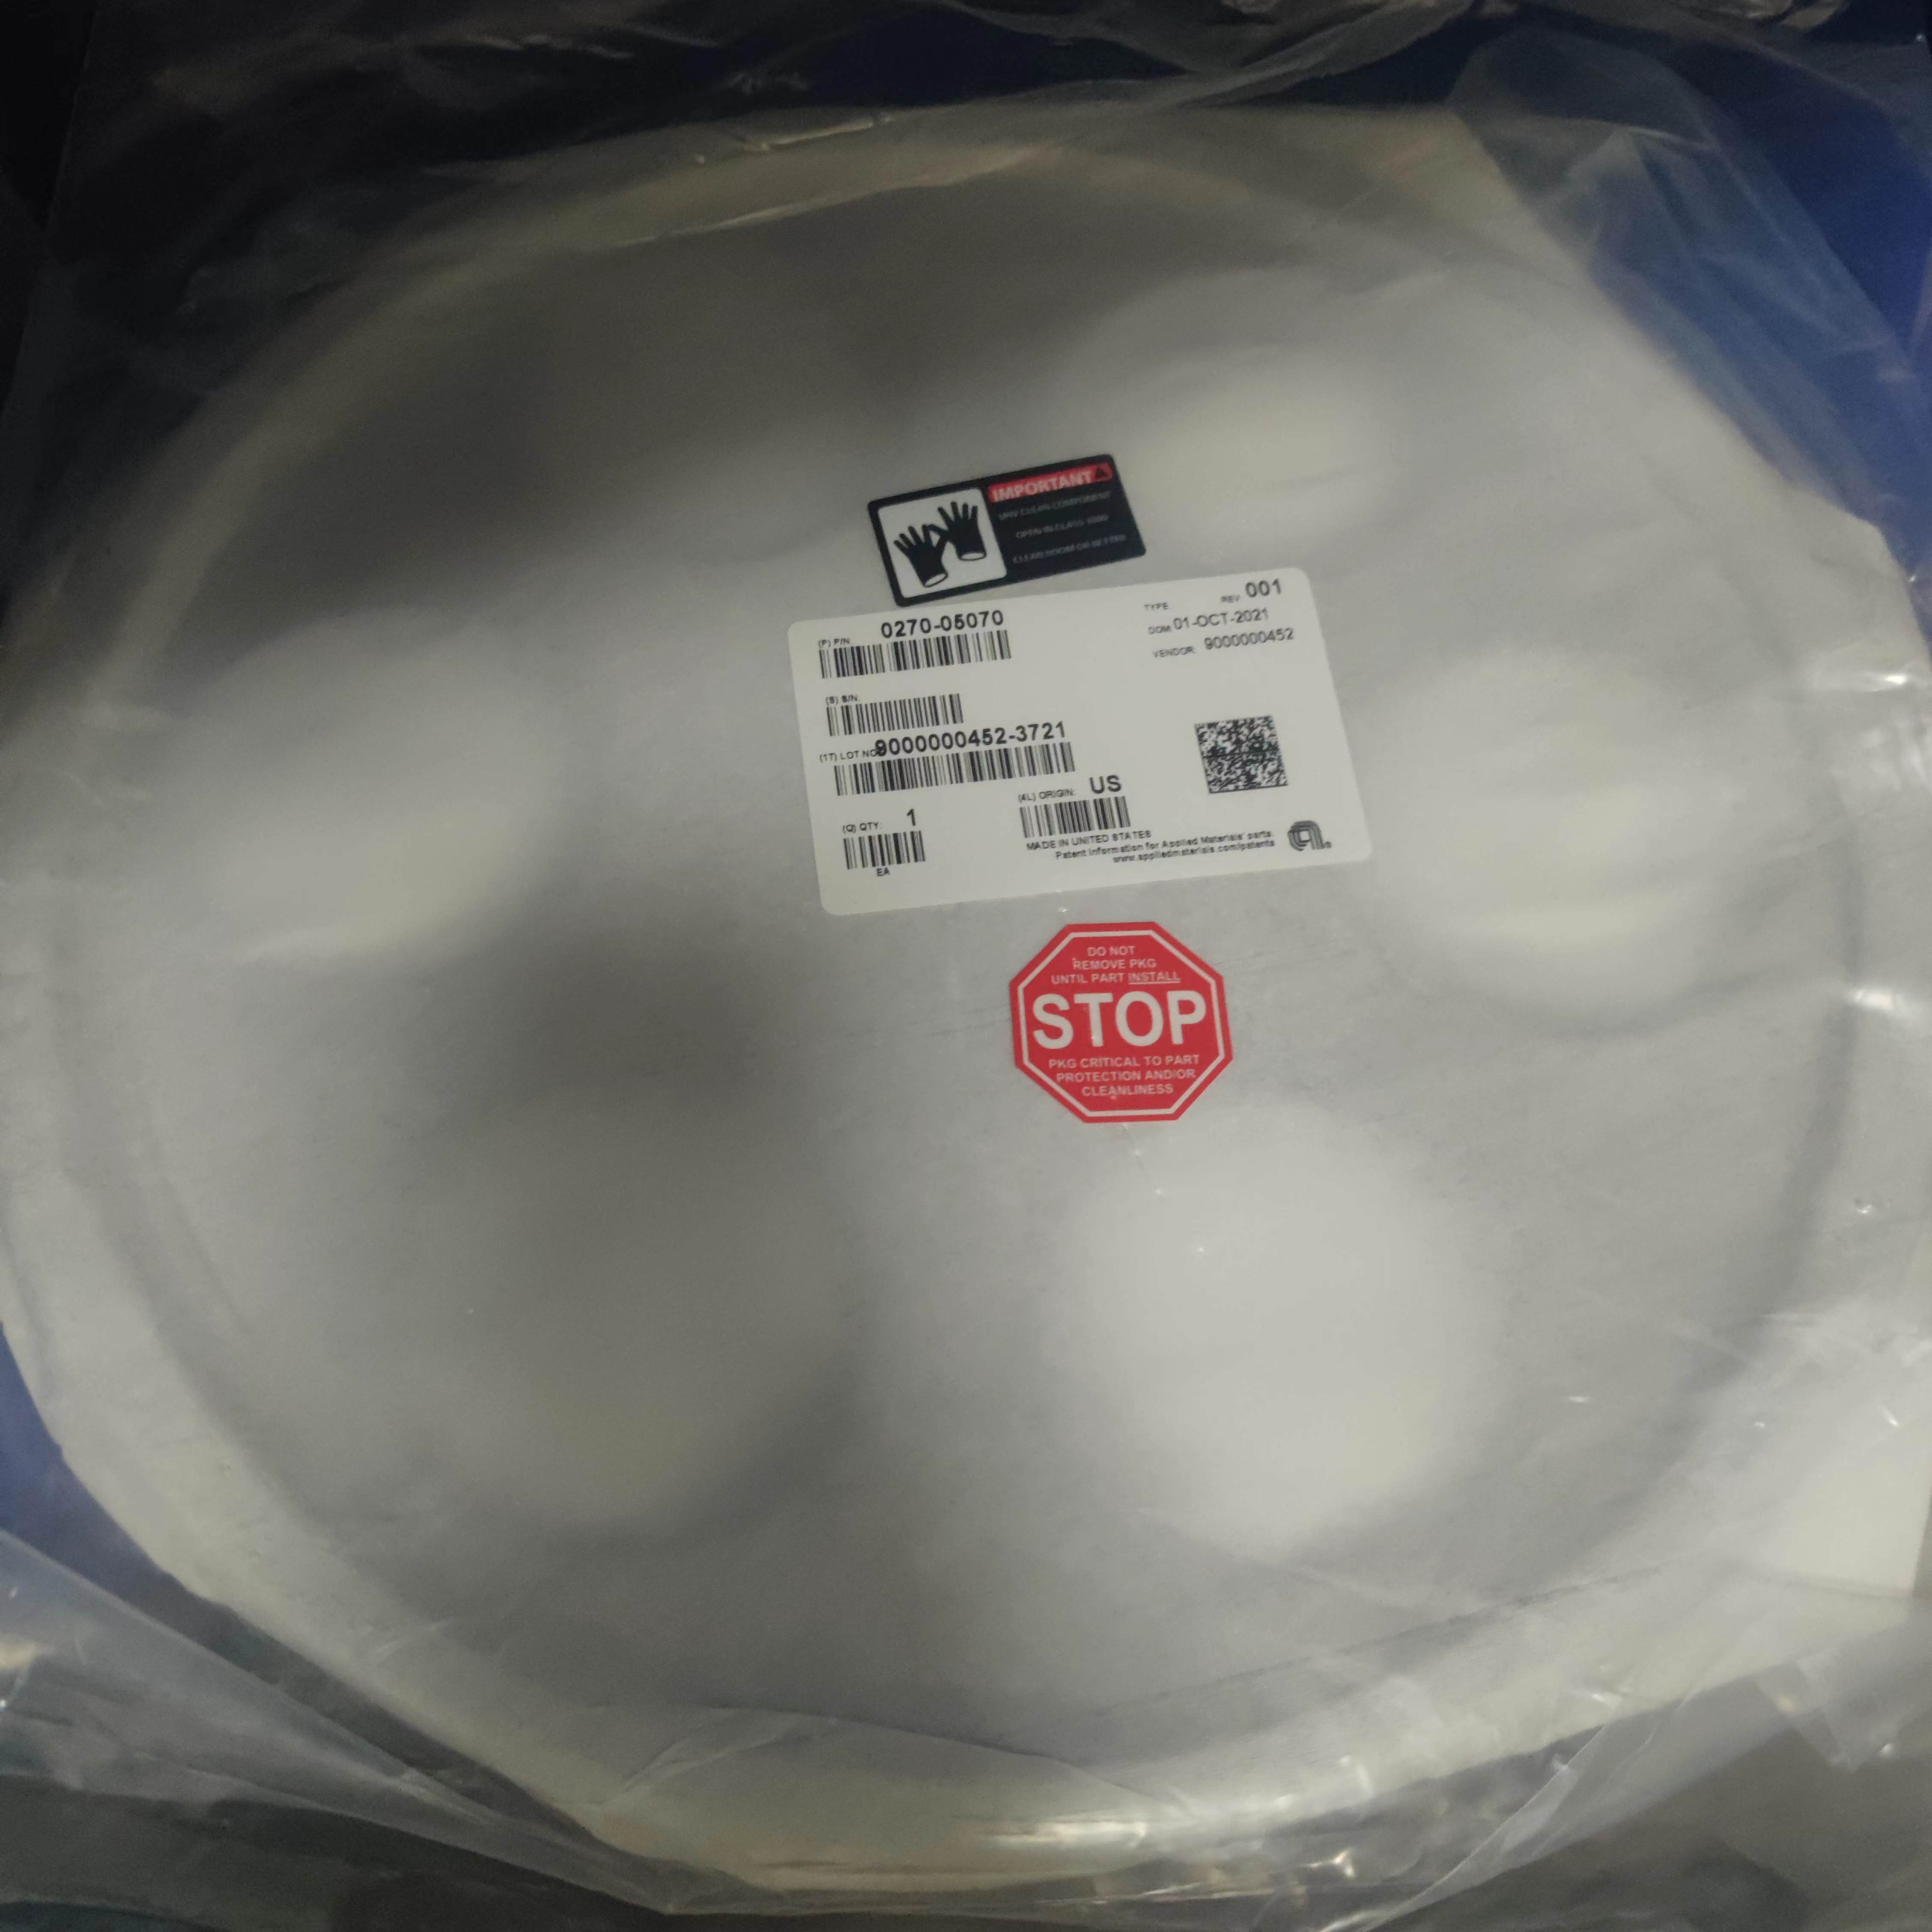 IMPORTANT
UHV CLEAN COMPONENT
OPEN IN CLASS 1000
CLEAN ROOM OR BETTER
(P) P/N: 0270-05070
TYPE: REV: 001
DOM: 01-OCT-2021
VENDOR: 9000000452
(S) S/N:
(1T) LOT NO: 9000000452-3721
(Q) QTY: 1
EA
(4L) ORIGIN: US
MADE IN UNITED STATES
Patent information for Applied Materials' parts:
www.appliedmaterials.com/patents
DO NOT
REMOVE PKG
UNTIL PART INSTALL
STOP
PKG CRITICAL TO PART
PROTECTION AND/OR
CLEANLINESS